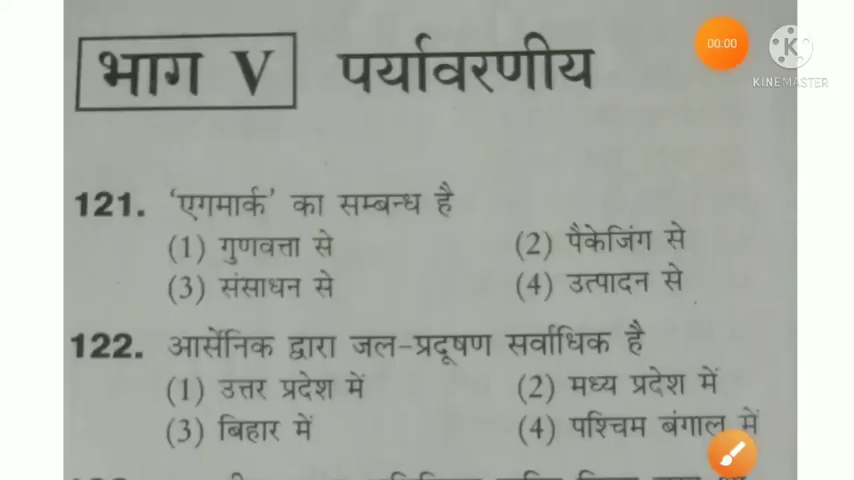 भाग V पर्यावरणीय
00:00
KINEMASTER
121. 'एगमार्क' का सम्बन्ध है
(1) गुणवत्ता से (2) पैकेजिंग से
(3) संसाधन से (4) उत्पादन से
122. आर्सेनिक द्वारा जल-प्रदूषण सर्वाधिक है
(1) उत्तर प्रदेश में (2) मध्य प्रदेश में
(3) बिहार में (4) पश्चिम बंगाल में